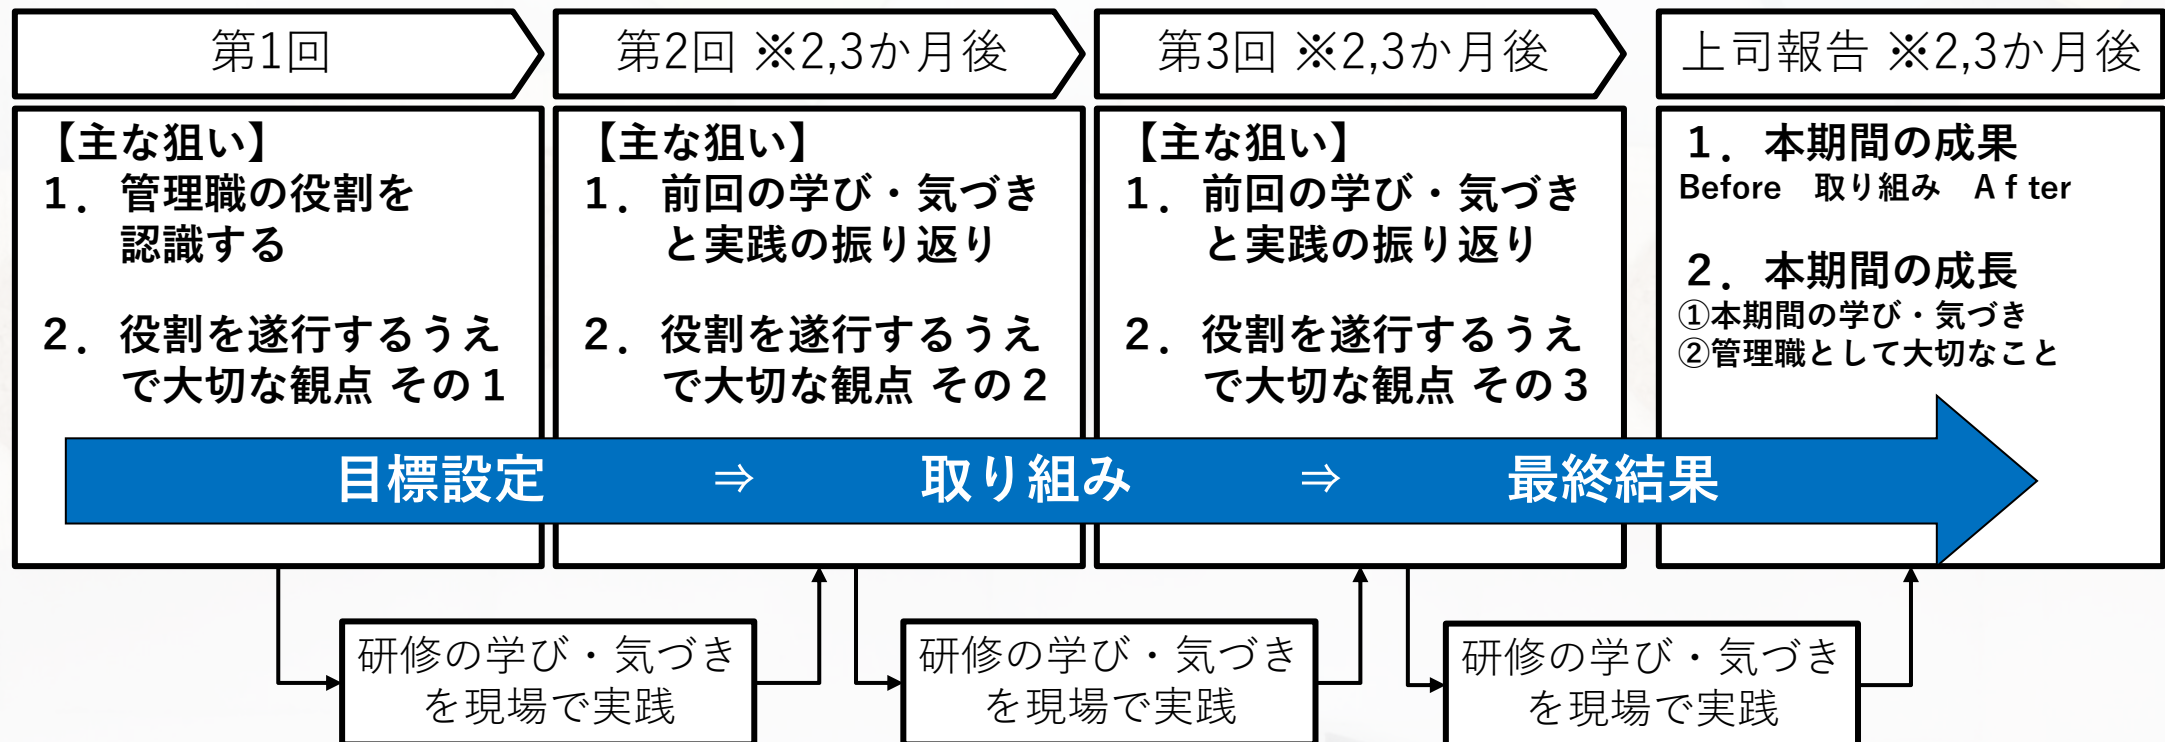 第1回
第2回 ※2,3か月後
第3回 ※2,3か月後
上司報告 ※2,3か月後
【主な狙い】
１．管理職の役割を
認識する
２．役割を遂行するうえ
で大切な観点 その１
【主な狙い】
１．前回の学び・気づき
と実践の振り返り
２．役割を遂行するうえ
で大切な観点 その２
【主な狙い】
１．前回の学び・気づき
と実践の振り返り
２．役割を遂行するうえ
で大切な観点 その３
１．本期間の成果
Before　取り組み　Ａｆter
２．本期間の成長
①本期間の学び・気づき
②管理職として大切なこと
目標設定　⇒　取り組み　⇒　最終結果
研修の学び・気づき
を現場で実践
研修の学び・気づき
を現場で実践
研修の学び・気づき
を現場で実践